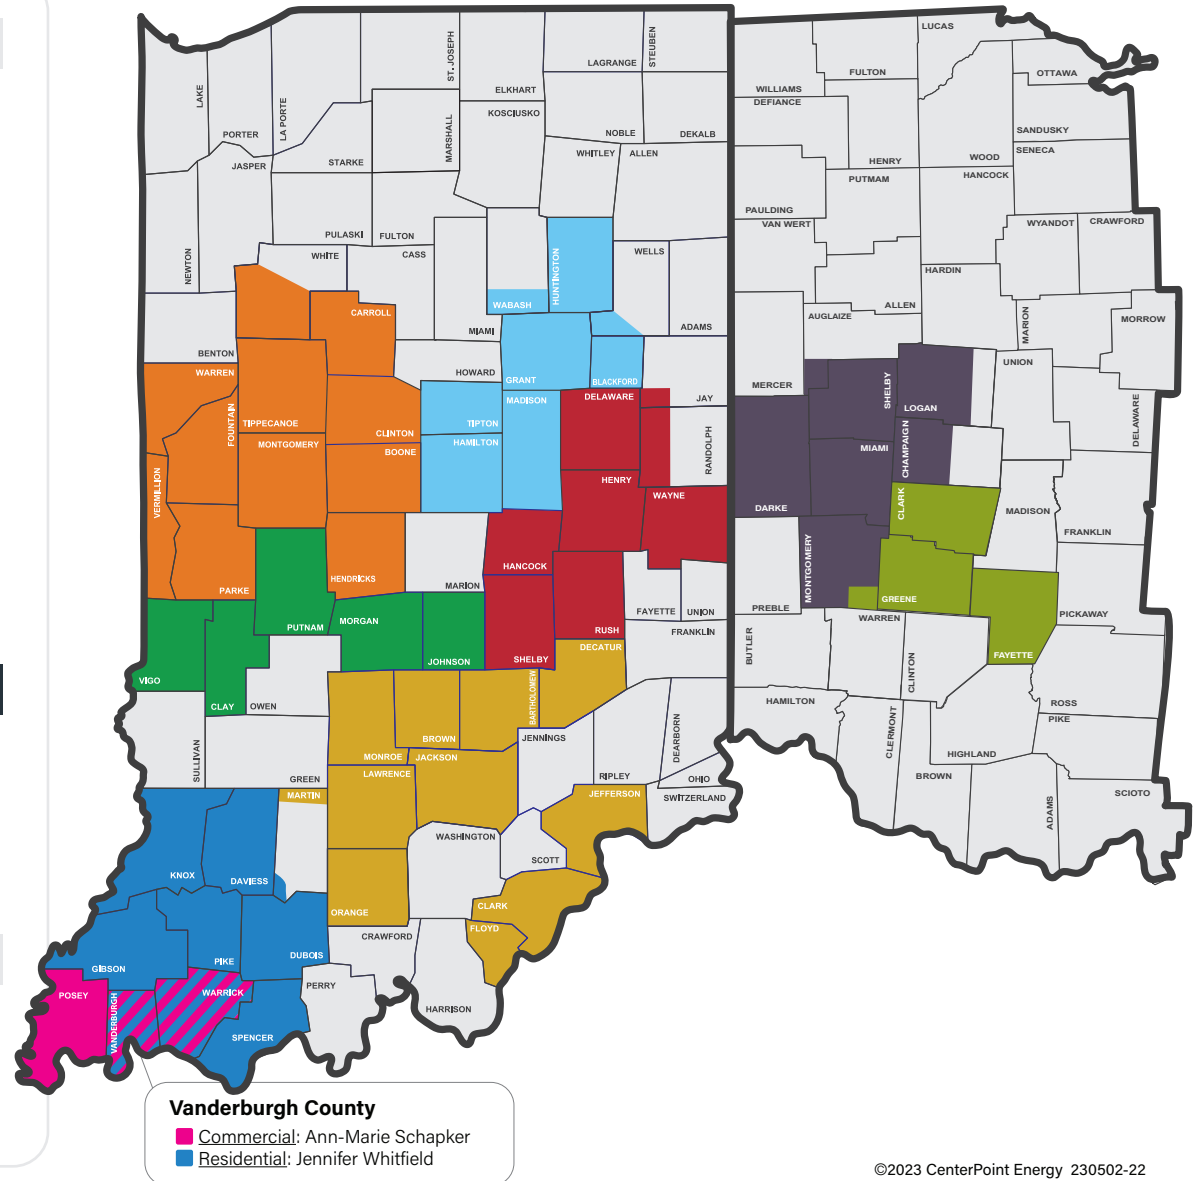 LUCAS
STEUBEN
ST. JOSEPH
LAGRANGE
FULTON
OTTAWA
LAKE
LA PORTE
ELKHART
WILLIAMS
DEFIANCE
KOSCIUSKO
PORTER
MARSHALL
NOBLE
DEKALB
SANDUSKY
SENECA
JASPER
STARKE
WHITLEY
ALLEN
HENRY
WOOD
PUTMAM
HANCOCK
PAULDING
VAN WERT
WYANDOT
CRAWFORD
PULASKI
FULTON
NEWTON
WHITE
CASS
HUNTINGTON
WELLS
HARDIN
WABASH
CARROLL
ALLEN
AUGLAIZE
MARION
MORROW
MIAMI
ADAMS
BENTON
UNION
WARREN
HOWARD
GRANT
BLACKFORD
MERCER
SHELBY
FOUNTAIN
MADISON
DELAWARE
JAY
LOGAN
DELAWARE
TIPPECANOE
CLINTON
TIPTON
MONTGOMERY
BOONE
HAMILTON
RANDOLPH
MIAMI
CHAMPAIGN
VERMILLION
HENRY
WAYNE
DARKE
CLARK
MADISON
FRANKLIN
HENDRICKS
HANCOCK
MONTGOMERY
PARKE
MARION
GREENE
PREBLE
FAYETTE
UNION
PICKAWAY
PUTNAM
MORGAN
RUSH
FRANKLIN
WARREN
BUTLER
DECATUR
JOHNSON
SHELBY
FAYETTE
VIGO
CLINTON
CLAY
OWEN
BARTHOLOMEW
HAMILTON
ROSS
PIKE
BROWN
JENNINGS
DEARBORN
CLERMONT
SULLIVAN
MONROE
JACKSON
HIGHLAND
LAWRENCE
GREEN
RIPLEY
OHIO
BROWN
MARTIN
JEFFERSON
SWITZERLAND
ADAMS
SCIOTO
WASHINGTON
SCOTT
KNOX
DAVIESS
ORANGE
CLARK
FLOYD
CRAWFORD
DUBOIS
PIKE
GIBSON
PERRY
POSEY
WARRICK
HARRISON
VANDERBURGH
SPENCER
Vanderburgh County
Commercial: Ann-Marie Schapker
Residential: Jennifer Whitfield
©2023 CenterPoint Energy 230502-22